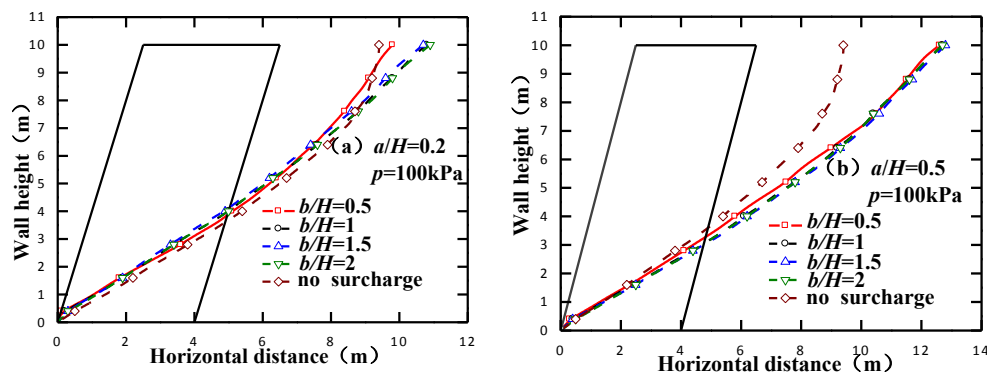 10
9
8
7
6
5
4
3
2
1
0
Wall height（m）
（a）a/H=0.2
p=100kPa
b/H=0.5
b/H=1
b/H=1.5
b/H=2
no surcharge
0 2 4 6 8 10 12
Horizontal distance（m）
10
9
8
7
6
5
4
3
2
1
0
Wall height（m）
（b）a/H=0.5
p=100kPa
b/H=0.5
b/H=1
b/H=1.5
b/H=2
no surcharge
0 2 4 6 8 10 12 14
Horizontal distance（m）